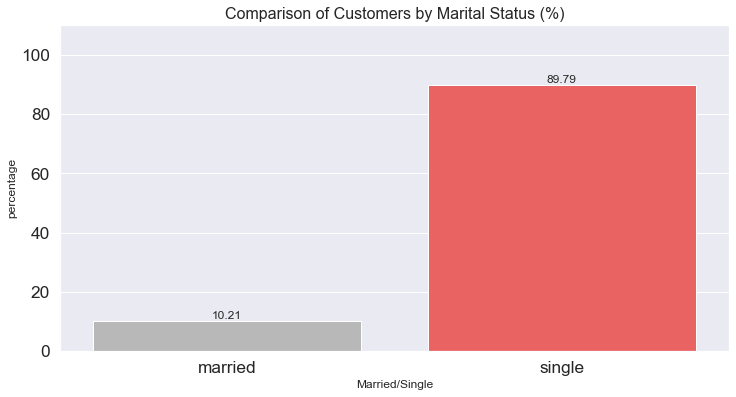 Comparison of Customers by Marital Status (%)
100
80
60
40
20
0
percentage
10.21
89.79
married
single
Married/Single